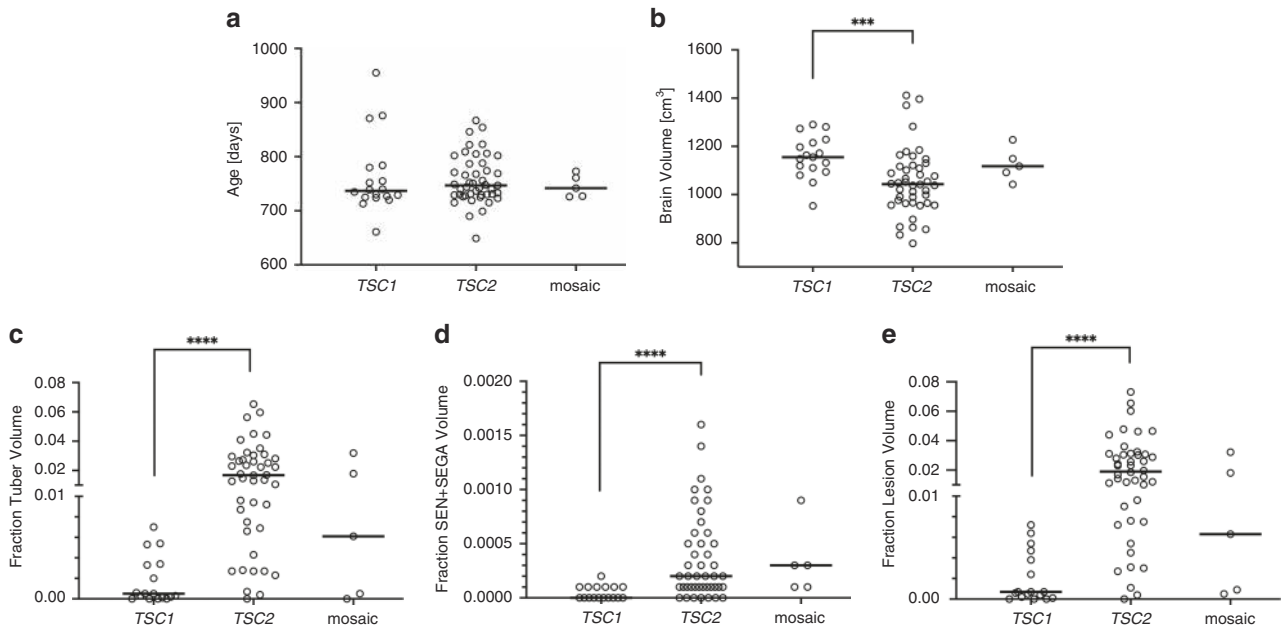 a
1000
900
800
700
600
Age [days]
TSC1 TSC2 mosaic
b
***
1600
1400
1200
1000
800
Brain Volume [cm³]
TSC1 TSC2 mosaic
c
****
0.08
0.06
0.04
0.02
0.01
0.00
Fraction Tuber Volume
TSC1 TSC2 mosaic
d
****
0.0020
0.0015
0.0010
0.0005
0.0000
Fraction SEN+SEGA Volume
TSC1 TSC2 mosaic
e
****
0.08
0.06
0.04
0.02
0.01
0.00
Fraction Lesion Volume
TSC1 TSC2 mosaic